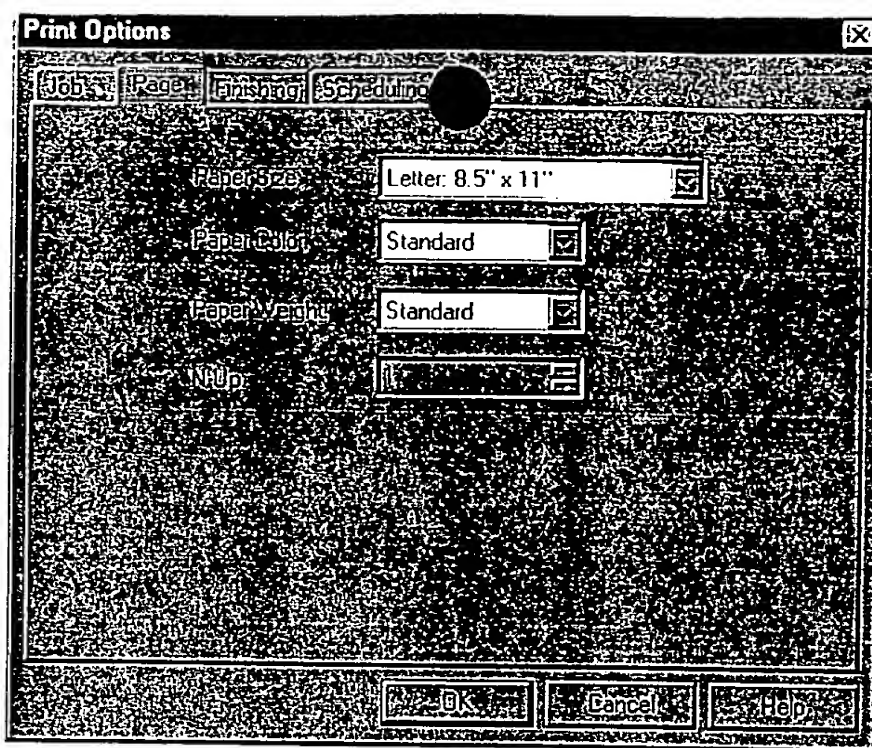 Print Options
Job Page Finishing Scheduling
Paper Size Letter: 8.5" x 11"
Paper Color Standard
Paper Weight Standard
N-Up 1
OK Cancel Help